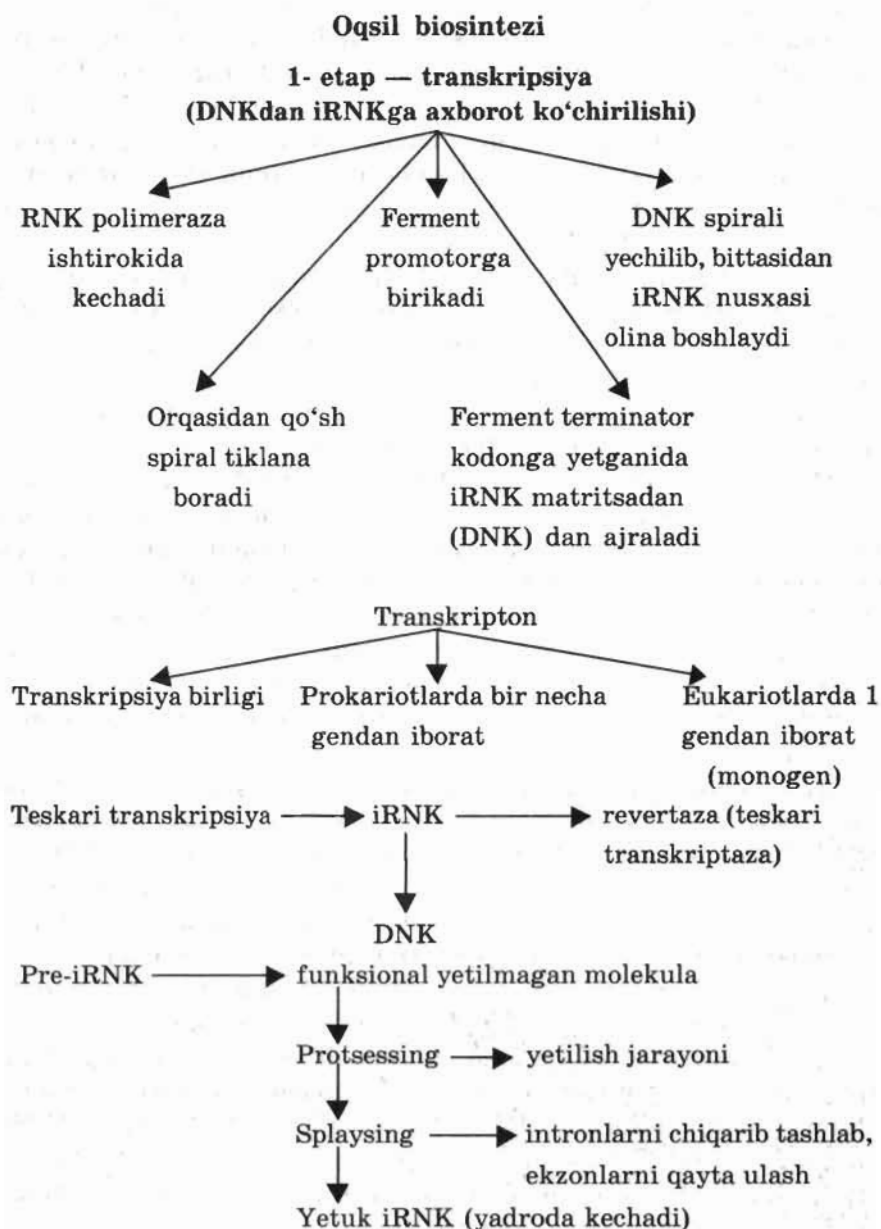 Oqsil biosintezi
1- etap — transkripsiya
(DNKdan iRNKga axborot ko‘chirilishi)
RNK polimeraza
ishtirokida
kechadi
Ferment
promotorga
birikadi
DNK spirali
yechilib, bittasidan
iRNK nusxasi
olina boshlaydi
Orqasidan qo‘sh
spiral tiklana
boradi
Ferment terminator
kodonga yetganida
iRNK matritsadan
(DNK) dan ajraladi
Transkripton
Transkripsiya birligi
Prokariotlarda bir necha
gendan iborat
Eukariotlarda 1
gendan iborat
(monogen)
Teskari transkripsiya
iRNK
revertaza (teskari
transkriptaza)
DNK
Pre-iRNK
funksional yetilmagan molekula
Protsessing
yetilish jarayoni
Splaysing
intronlarni chiqarib tashlab,
ekzonlarni qayta ulash
Yetuk iRNK (yadroda kechadi)